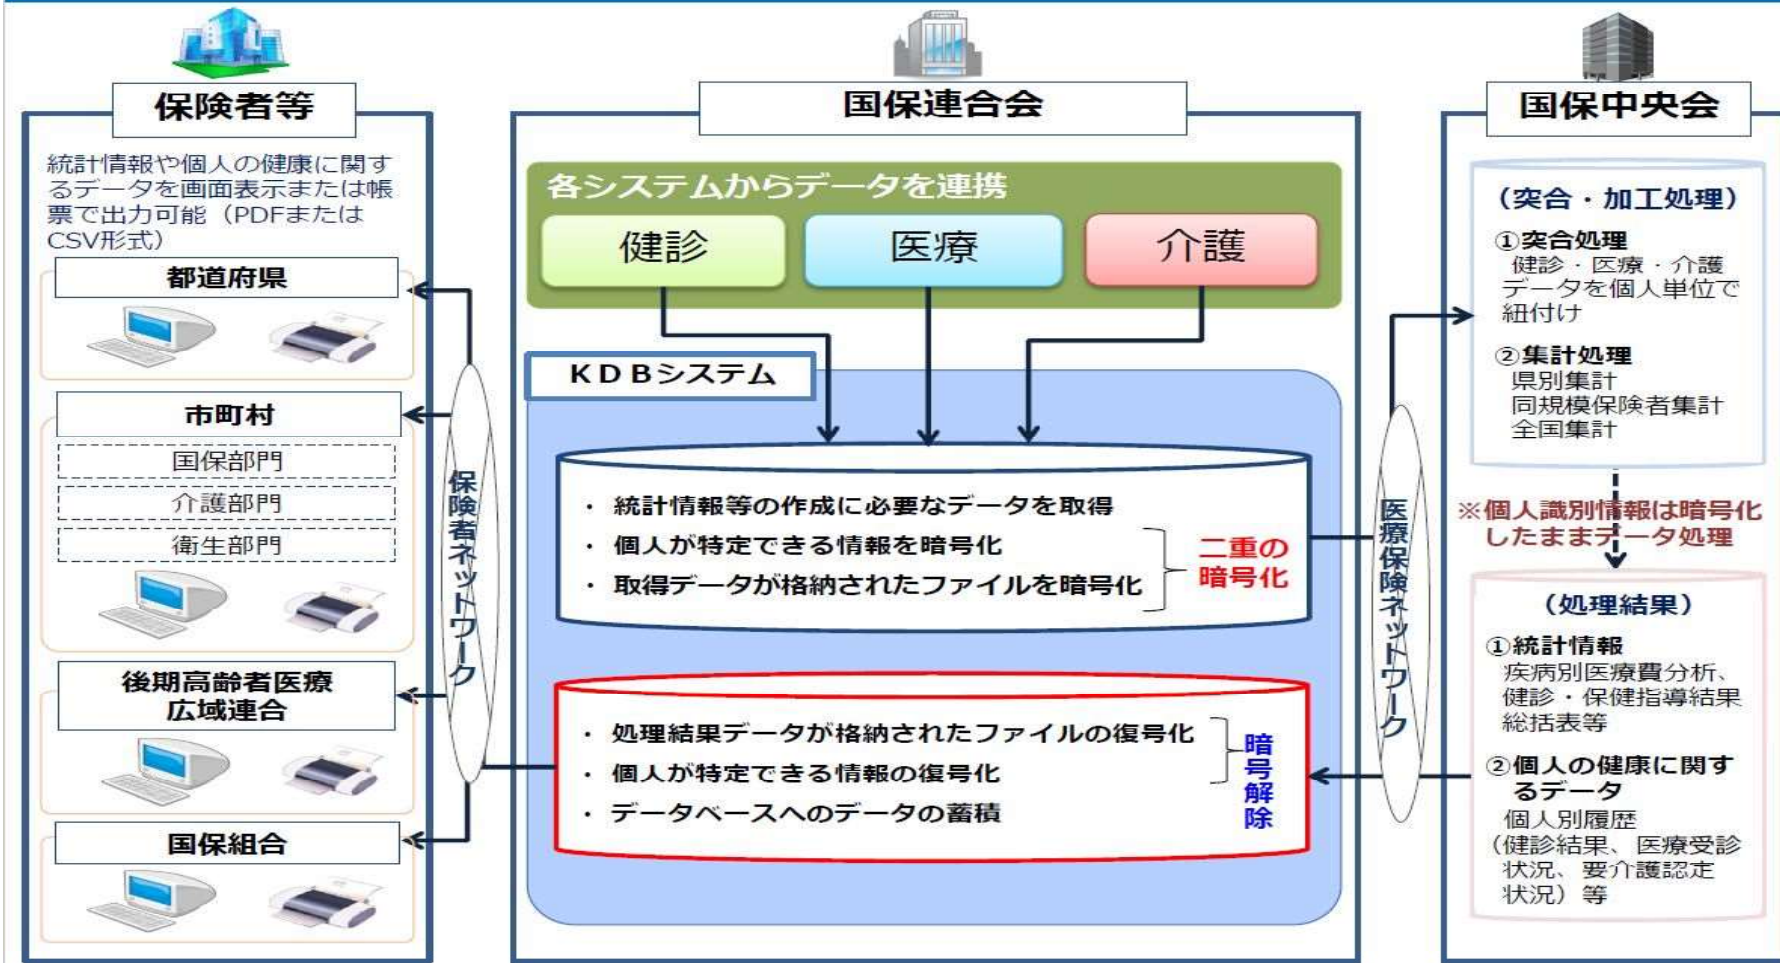 保険者等
統計情報や個人の健康に関す
るデータを画面表示または帳
票で出力可能（PDFまたは
CSV形式）
都道府県
市町村
国保部門
介護部門
衛生部門
後期高齢者医療
広域連合
国保組合
保険者ネットワーク
国保連合会
各システムからデータを連携
健診
医療
介護
ＫＤＢシステム
・ 統計情報等の作成に必要なデータを取得
・ 個人が特定できる情報を暗号化
・ 取得データが格納されたファイルを暗号化
二重の
暗号化
・ 処理結果データが格納されたファイルの復号化
・ 個人が特定できる情報の復号化
・ データベースへのデータの蓄積
暗号解除
医療保険ネットワーク
国保中央会
（突合・加工処理）
①突合処理
健診・医療・介護
データを個人単位で
紐付け
②集計処理
県別集計
同規模保険者集計
全国集計
※個人識別情報は暗号化
したままデータ処理
（処理結果）
①統計情報
疾病別医療費分析、
健診・保健指導結果
総括表等
②個人の健康に関す
るデータ
個人別履歴
（健診結果、医療受診
状況、要介護認定
状況）等